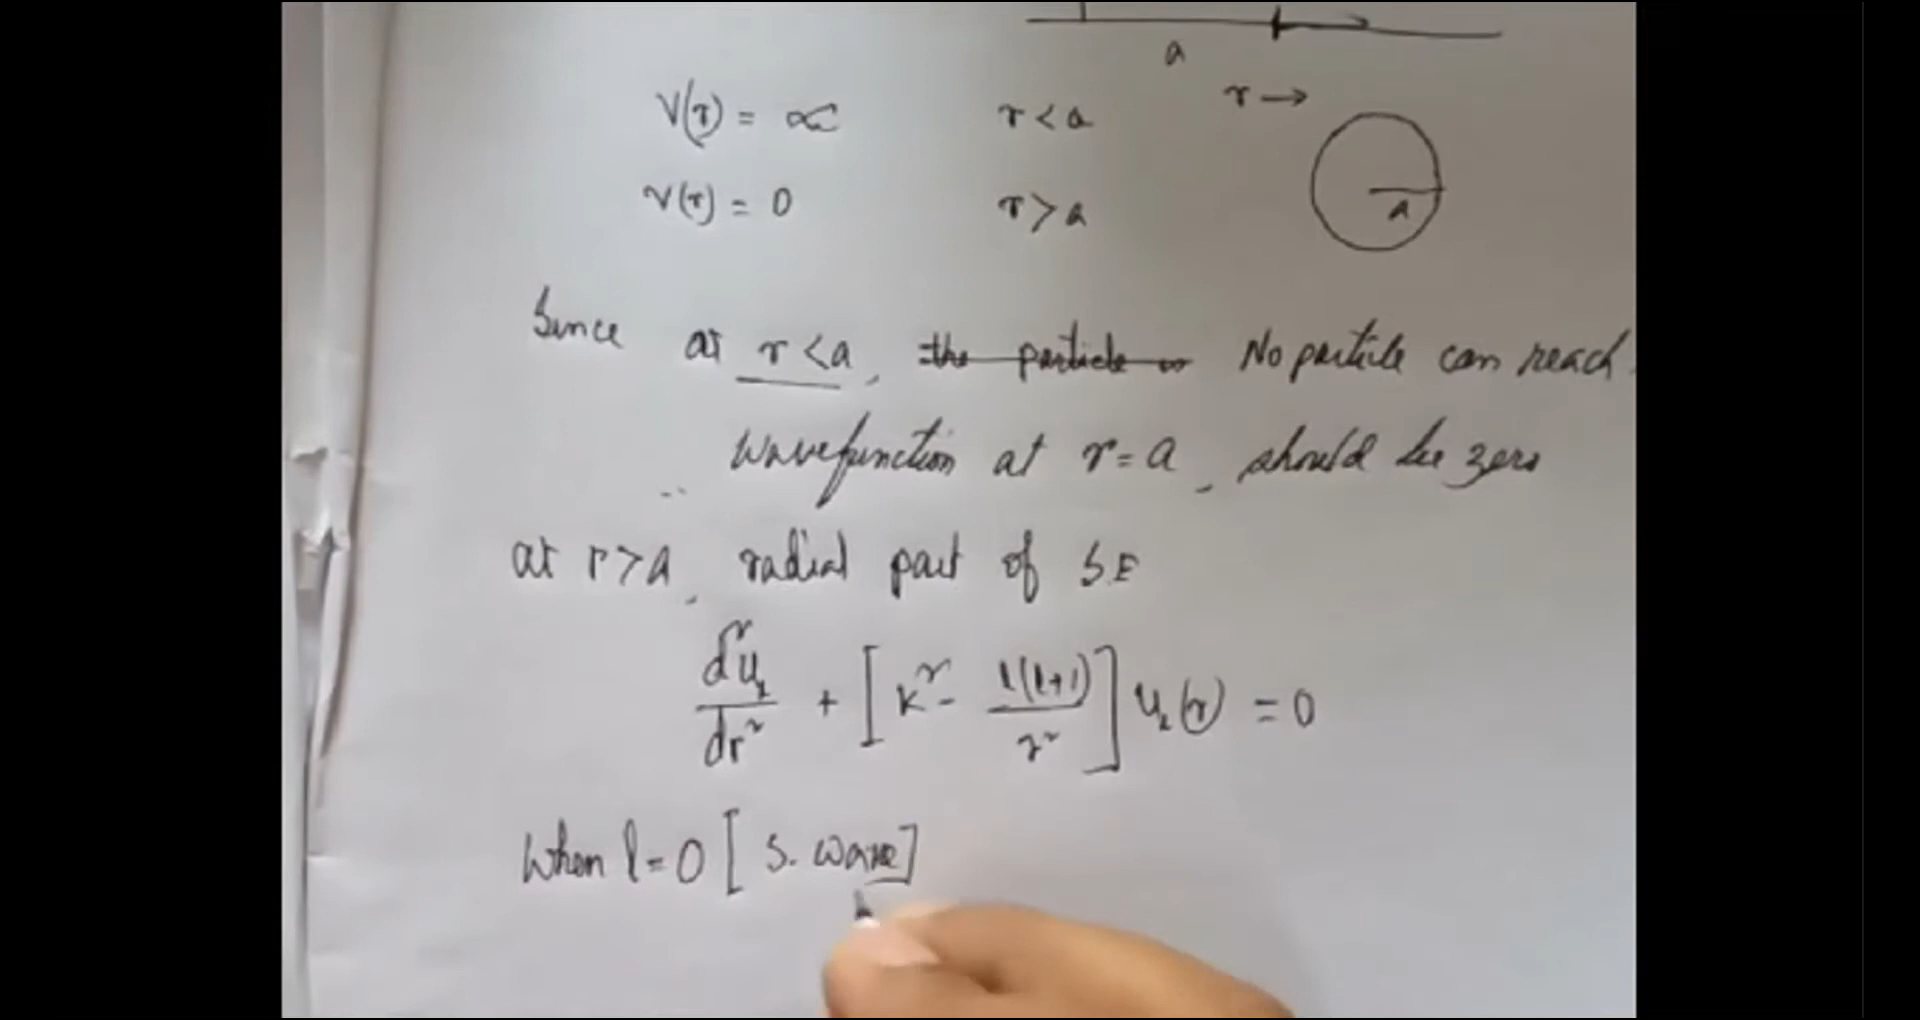 a
r →
V(r) = ∝ r < a
V(r) = 0 r > a
a
Since at r < a, the particle is No particle can reach.
∴ wavefunction at r = a, should be zero
at r > a, radial part of S.E
d²u_l/dr² + [k² - l(l+1)/r²] u_l(r) = 0
When l = 0 [S. wave]